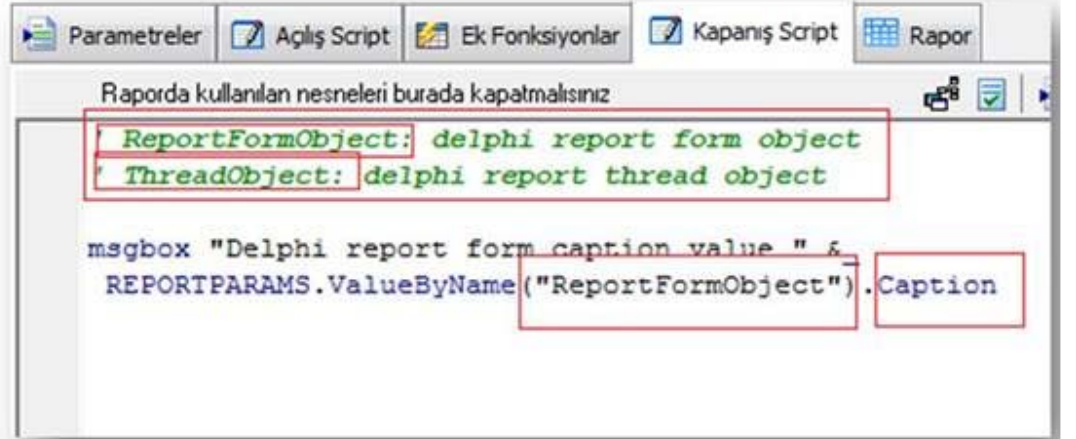 Parametreler Açılış Script Ek Fonksiyonlar Kapanış Script Rapor
Raporda kullanılan nesneleri burada kapatmalısınız
' ReportFormObject: delphi report form object
' ThreadObject: delphi report thread object
msgbox "Delphi report form caption value " &_
REPORTPARAMS.ValueByName("ReportFormObject").Caption